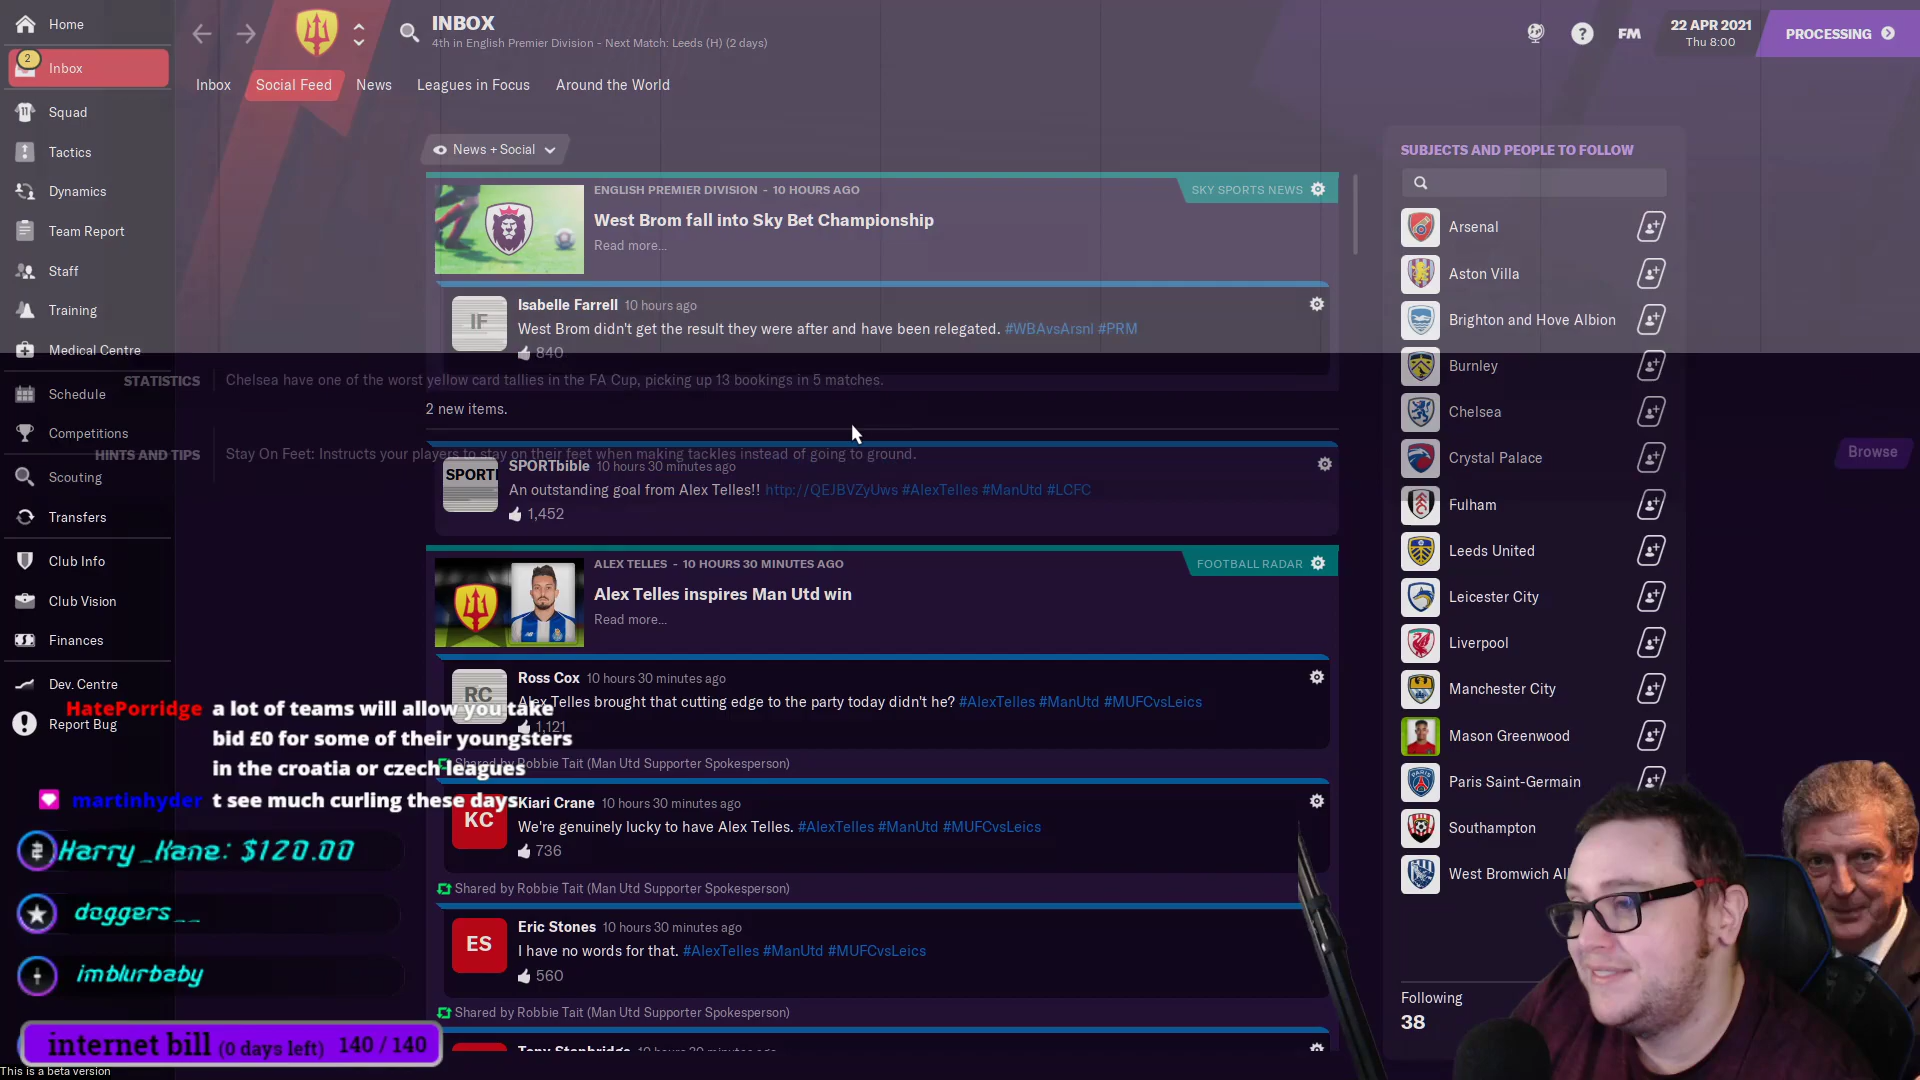 Home
2
Inbox
Squad
Tactics
Dynamics
Team Report
Staff
Training
Medical Centre
Schedule
Competitions
Scouting
Transfers
Club Info
Club Vision
Finances
Dev. Centre
Report Bug
INBOX
4th in English Premier Division - Next Match: Leeds (H) (2 days)
?
FM
22 APR 2021
Thu 8:00
PROCESSING
Inbox
Social Feed
News
Leagues in Focus
Around the World
News + Social
ENGLISH PREMIER DIVISION - 10 HOURS AGO
SKY SPORTS NEWS
West Brom fall into Sky Bet Championship
Read more...
IF
Isabelle Farrell 10 hours ago
West Brom didn't get the result they were after and have been relegated. #WBAvsArsnl #PRM
840
STATISTICS
Chelsea have one of the worst yellow card tallies in the FA Cup, picking up 13 bookings in 5 matches.
2 new items.
HINTS AND TIPS
Stay On Feet: Instructs your players to stay on their feet when making tackles instead of going to ground.
Browse
SPORTI
SPORTbible 10 hours 30 minutes ago
An outstanding goal from Alex Telles!! http://QEJBVZyUws #AlexTelles #ManUtd #LCFC
1,452
ALEX TELLES - 10 HOURS 30 MINUTES AGO
FOOTBALL RADAR
Alex Telles inspires Man Utd win
Read more...
RC
Ross Cox 10 hours 30 minutes ago
Alex Telles brought that cutting edge to the party today didn't he? #AlexTelles #ManUtd #MUFCvsLeics
1,121
Shared by Robbie Tait (Man Utd Supporter Spokesperson)
KC
Kiari Crane 10 hours 30 minutes ago
We're genuinely lucky to have Alex Telles. #AlexTelles #ManUtd #MUFCvsLeics
736
Shared by Robbie Tait (Man Utd Supporter Spokesperson)
ES
Eric Stones 10 hours 30 minutes ago
I have no words for that. #AlexTelles #ManUtd #MUFCvsLeics
560
Shared by Robbie Tait (Man Utd Supporter Spokesperson)
10 hours 30 minutes ago
SUBJECTS AND PEOPLE TO FOLLOW
Arsenal
Aston Villa
Brighton and Hove Albion
Burnley
Chelsea
Crystal Palace
Fulham
Leeds United
Leicester City
Liverpool
Manchester City
Mason Greenwood
Paris Saint-Germain
Southampton
West Bromwich Al
Following
38
HatePorridge a lot of teams will allow you take
bid £0 for some of their youngsters
in the croatia or czech leagues
martinhyder t see much curling these days
Harry_Kane: $120.00
daggers__
imblurbaby
internet bill (0 days left) 140 / 140
This is a beta version